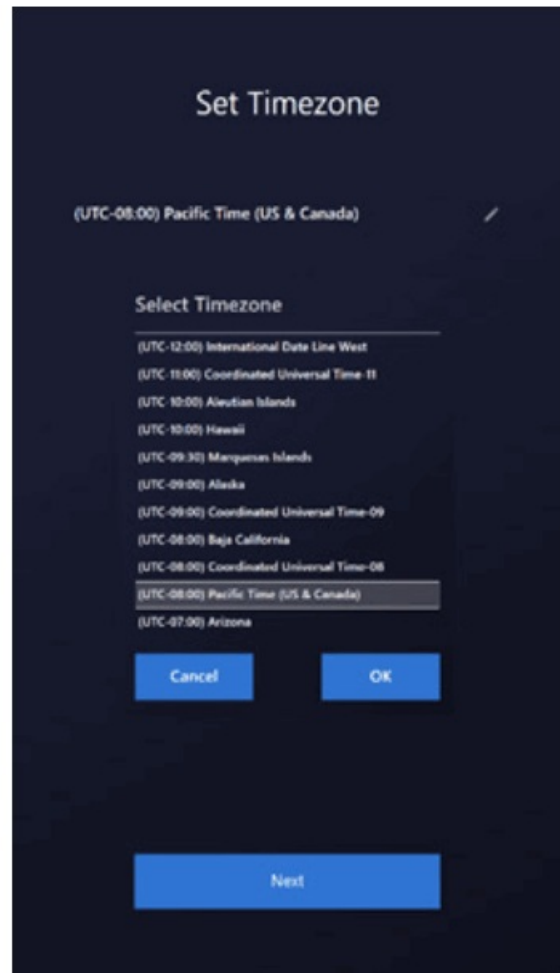 Set Timezone
(UTC-08:00) Pacific Time (US & Canada)
Select Timezone
(UTC-12:00) International Date Line West
(UTC-11:00) Coordinated Universal Time-11
(UTC-10:00) Aleutian Islands
(UTC-10:00) Hawaii
(UTC-09:30) Marquesas Islands
(UTC-09:00) Alaska
(UTC-09:00) Coordinated Universal Time-09
(UTC-08:00) Baja California
(UTC-08:00) Coordinated Universal Time-08
(UTC-08:00) Pacific Time (US & Canada)
(UTC-07:00) Arizona
Cancel OK
Next